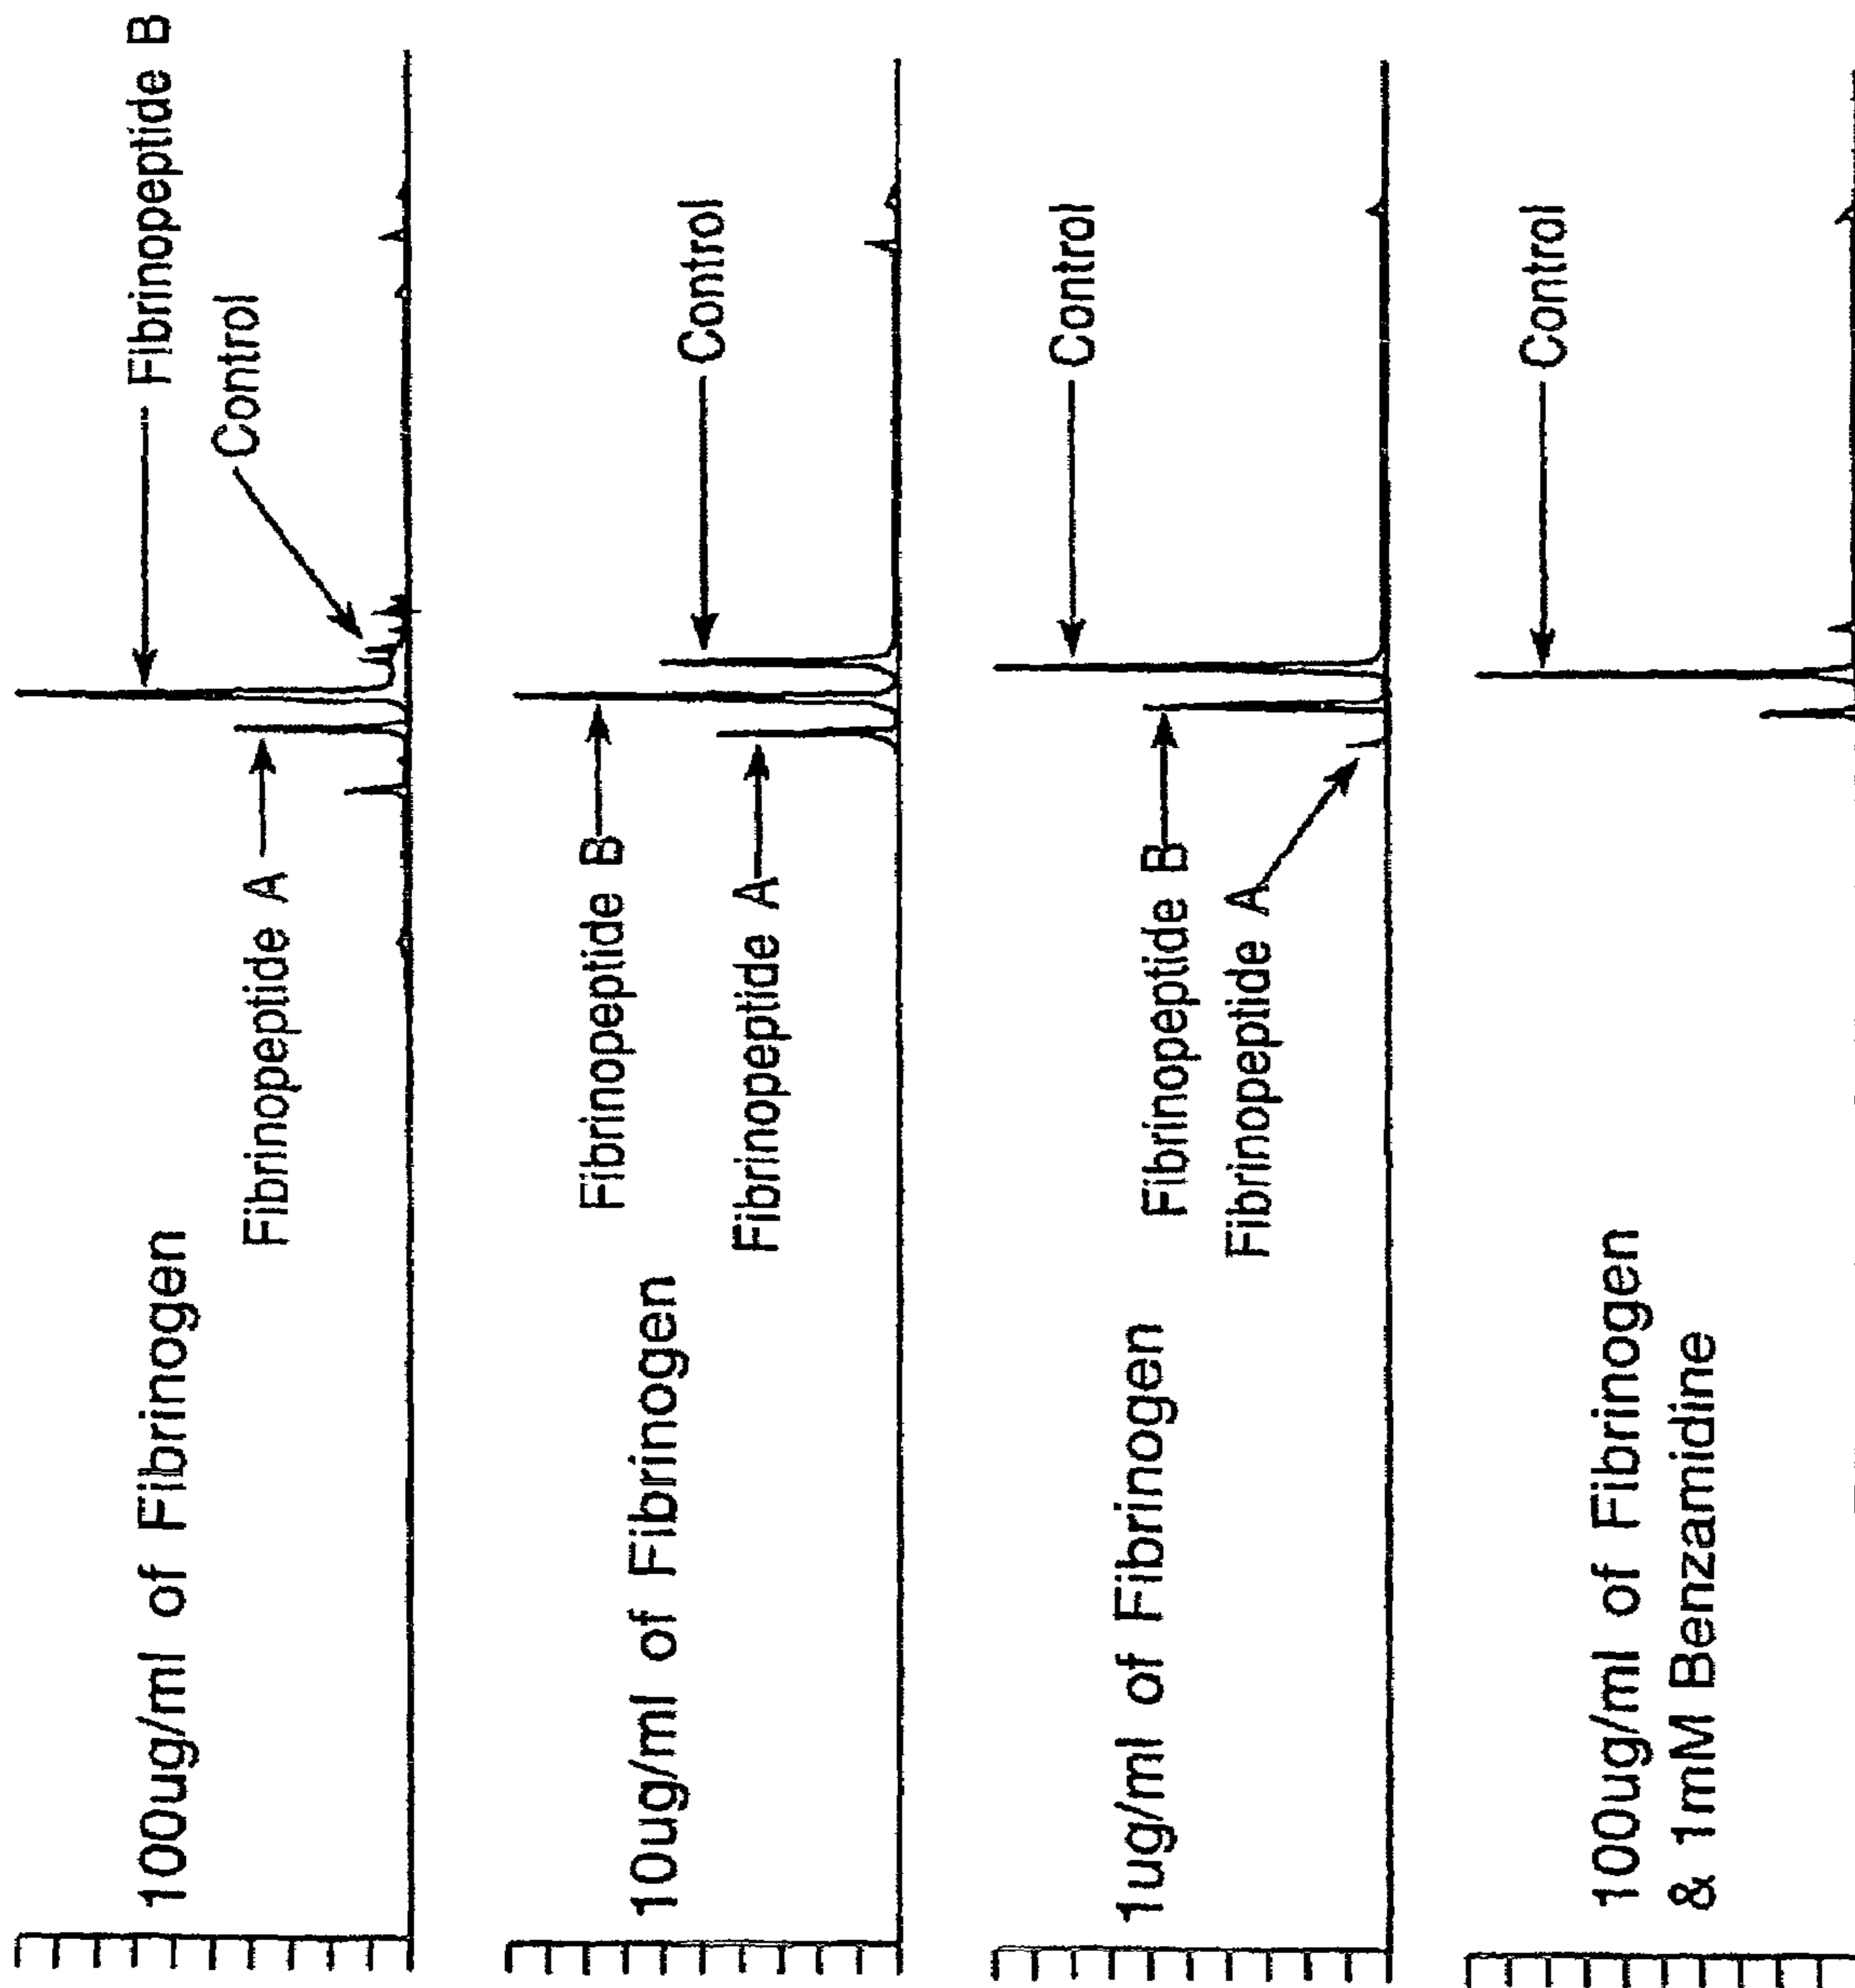 100ug/ml of Fibrinogen
Fibrinopeptide B
Control
Fibrinopeptide A
10ug/ml of Fibrinogen
Fibrinopeptide B
Control
Fibrinopeptide A
1ug/ml of Fibrinogen
Control
Fibrinopeptide B
Fibrinopeptide A
100ug/ml of Fibrinogen
& 1mM Benzamidine
Control